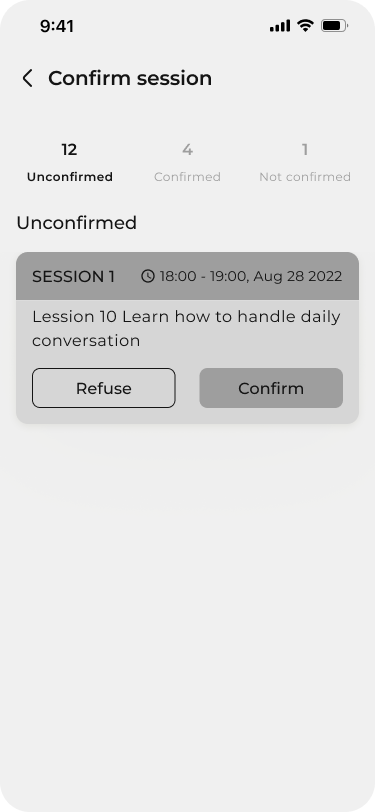 9:41
Confirm session
12 4 1
Unconfirmed Confirmed Not confirmed
Unconfirmed
SESSION 1 18:00 - 19:00, Aug 28 2022
Lession 10 Learn how to handle daily
conversation
Refuse Confirm